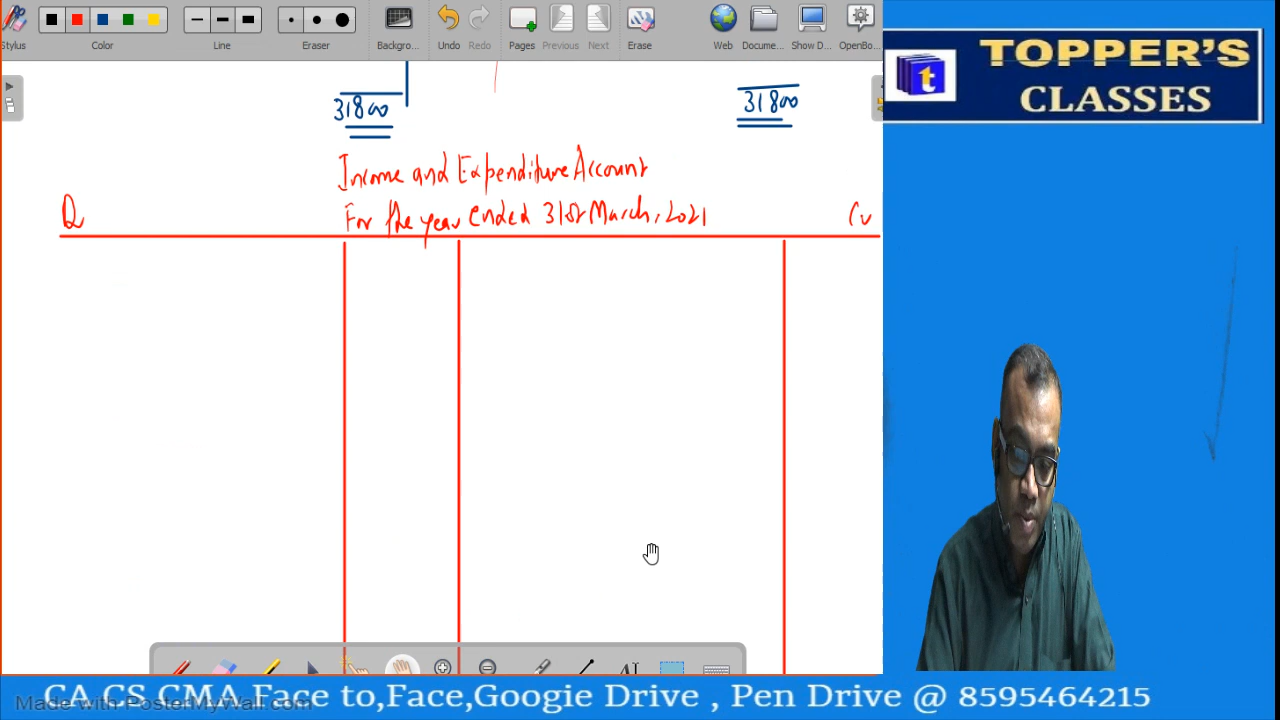 Stylus
Color
Line
Eraser
Backgro...
Undo
Redo
Pages
Previous
Next
Erase
Web
Docume...
Show D...
OpenBo...
TOPPER'S
CLASSES
t
31800
31800
Income and Expenditure Account
Dr
For the year ended 31st March, 2021
Cr
CA,CS,CMA Face to,Face,Googie Drive , Pen Drive @ 8595464215
Made with PosterMyWall.com